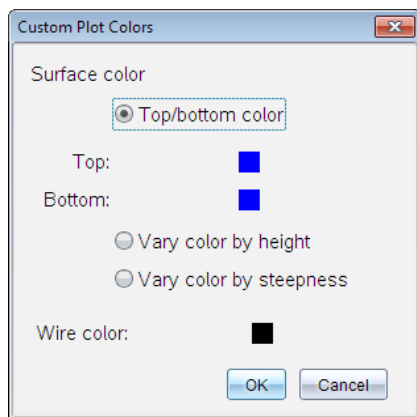 Custom Plot Colors
Surface color
Top/bottom color
Top:
Bottom:
Vary color by height
Vary color by steepness
Wire color:
OK Cancel